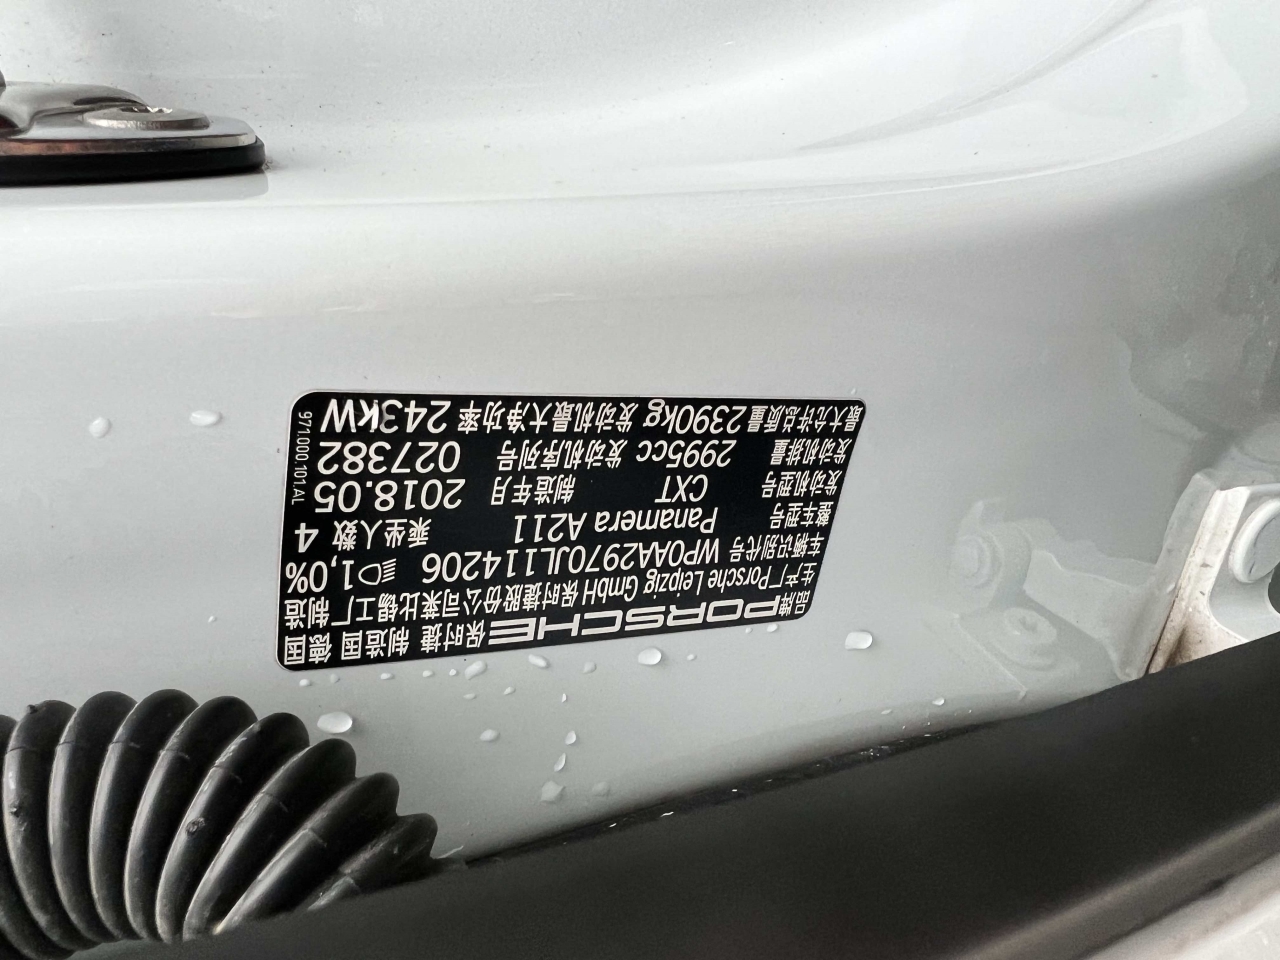 品牌 PORSCHE 保时捷 制造国 德国
生产厂 Porsche Leipzig GmbH 保时捷股份公司莱比锡工厂制造
车辆识别代号 WP0AA2970JL114206 1,0%
整车型号 Panamera A211 乘坐人数 4
发动机型号 CXT 制造年月 2018.05
发动机排量 2995cc 发动机序列号 027382
最大允许总质量 2390kg 发动机最大净功率 243kW
971.000.101.AL